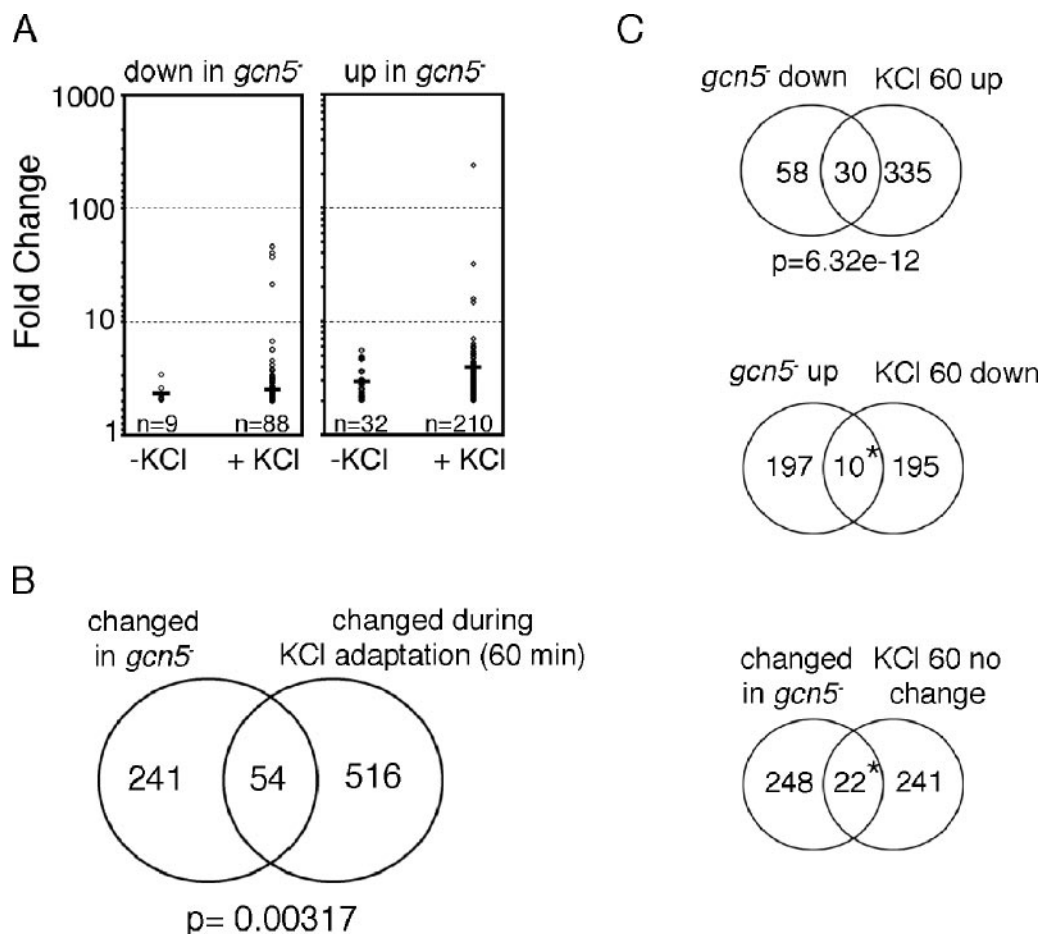 A
down in gcn5-
up in gcn5-
Fold Change
1000
100
10
1
n=9
n=88
n=32
n=210
-KCl
+ KCl
-KCl
+ KCl
B
changed
in gcn5-
changed during
KCl adaptation (60 min)
241
54
516
p= 0.00317
C
gcn5- down
KCl 60 up
58
30
335
p=6.32e-12
gcn5- up
KCl 60 down
197
10*
195
changed
in gcn5-
KCl 60 no
change
248
22*
241